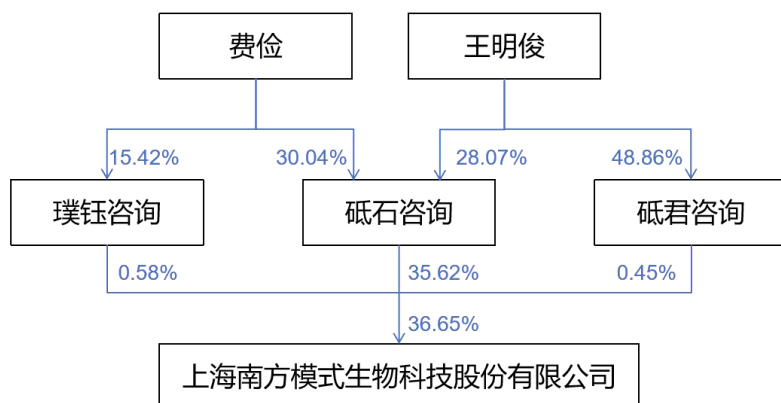 费俭
王明俊
15.42%
30.04%
28.07%
48.86%
璞钰咨询
砥石咨询
砥君咨询
0.58%
35.62%
0.45%
36.65%
上海南方模式生物科技股份有限公司